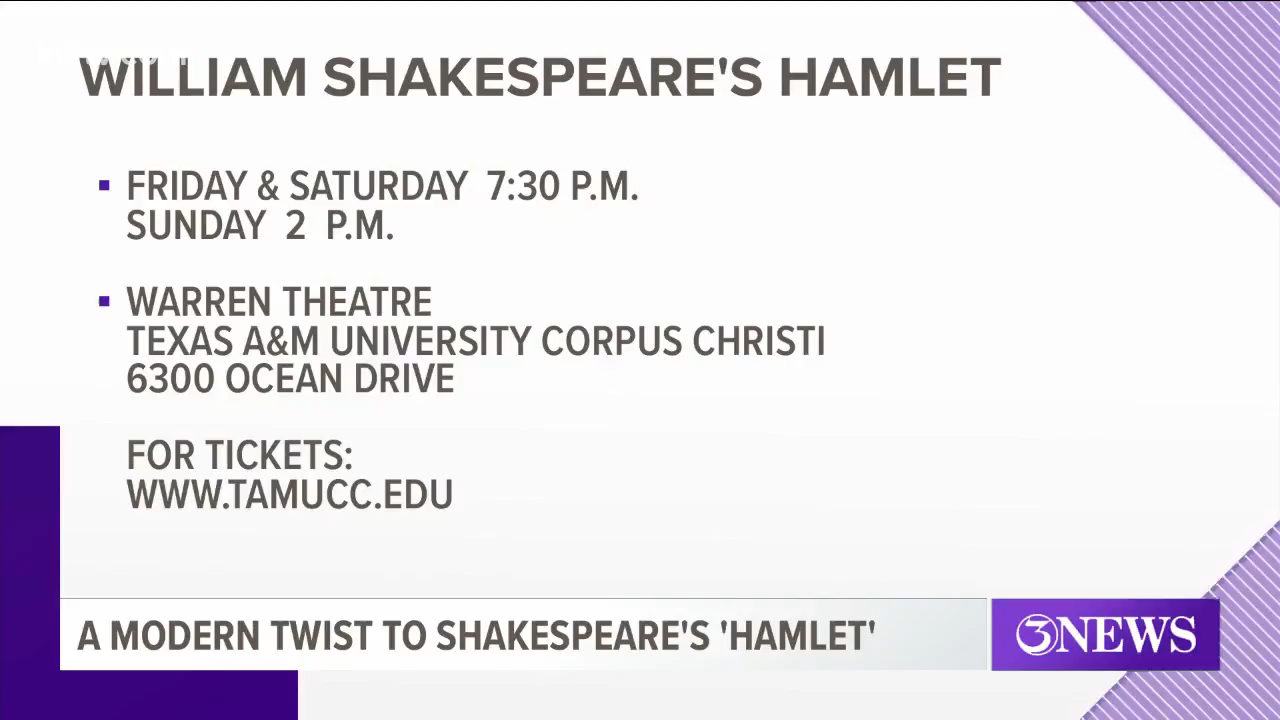 WILLIAM SHAKESPEARE'S HAMLET
FRIDAY & SATURDAY 7:30 P.M.
SUNDAY 2 P.M.
WARREN THEATRE
TEXAS A&M UNIVERSITY CORPUS CHRISTI
6300 OCEAN DRIVE
FOR TICKETS:
WWW.TAMUCC.EDU
A MODERN TWIST TO SHAKESPEARE'S 'HAMLET'
3NEWS